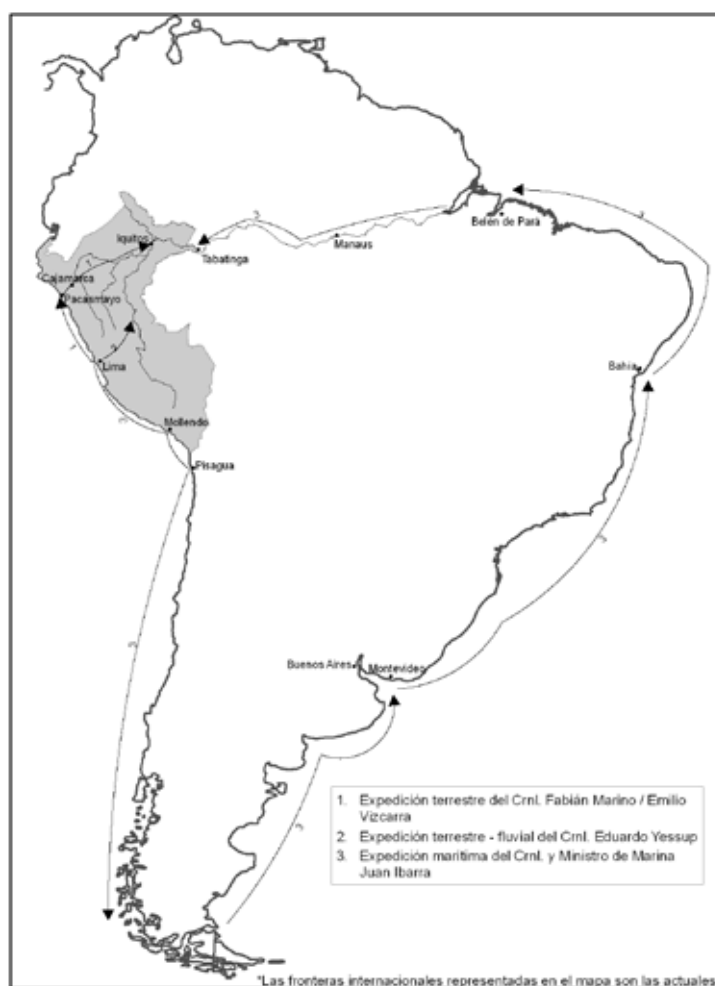 Belén de Pará
Iquitos
Manaus
Tabatinga
Cajamarca
Pacasmayo
Lima
Bahía
Mollendo
Pisagua
Buenos Aires
Montevideo
1. Expedición terrestre del Crnl. Fabián Marino / Emilio
Vizcarra
2. Expedición terrestre - fluvial del Crnl. Eduardo Yessup
3. Expedición marítima del Crnl. y Ministro de Marina
Juan Ibarra
*Las fronteras internacionales representadas en el mapa son las actuales